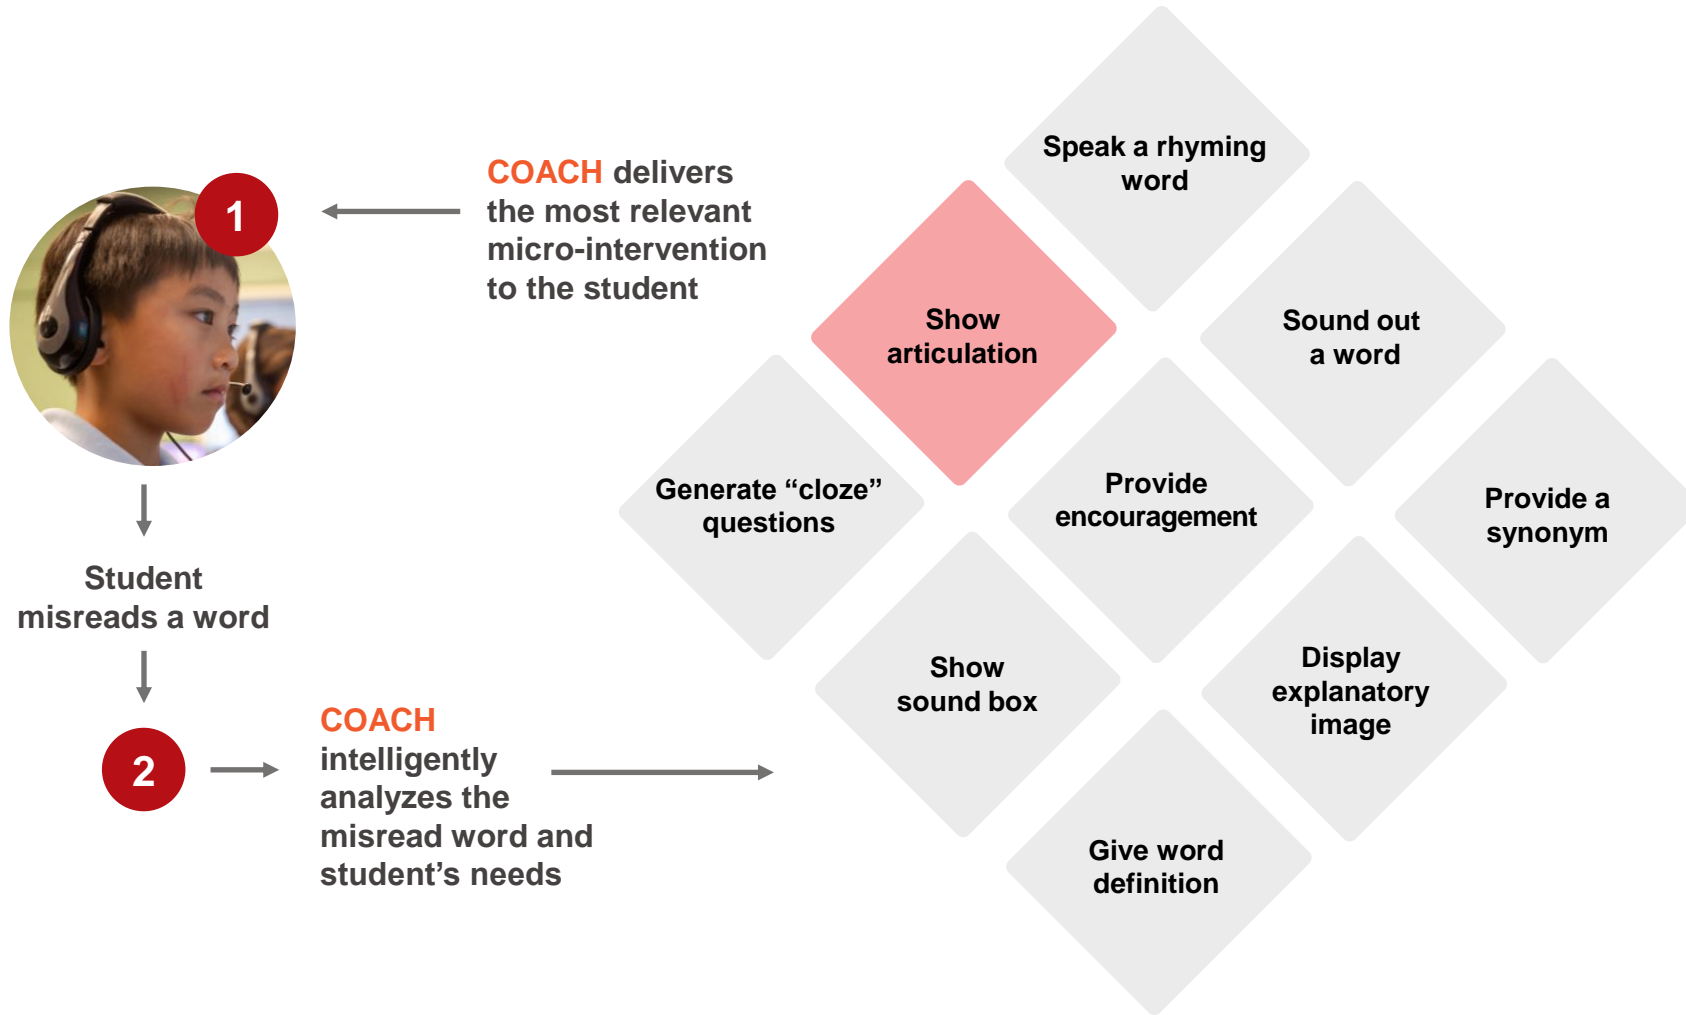 1
COACH delivers
the most relevant
micro-intervention
to the student
Student
misreads a word
2
COACH
intelligently
analyzes the
misread word and
student’s needs
Speak a rhyming
word
Show
articulation
Sound out
a word
Generate “cloze”
questions
Provide
encouragement
Provide a
synonym
Show
sound box
Display
explanatory
image
Give word
definition